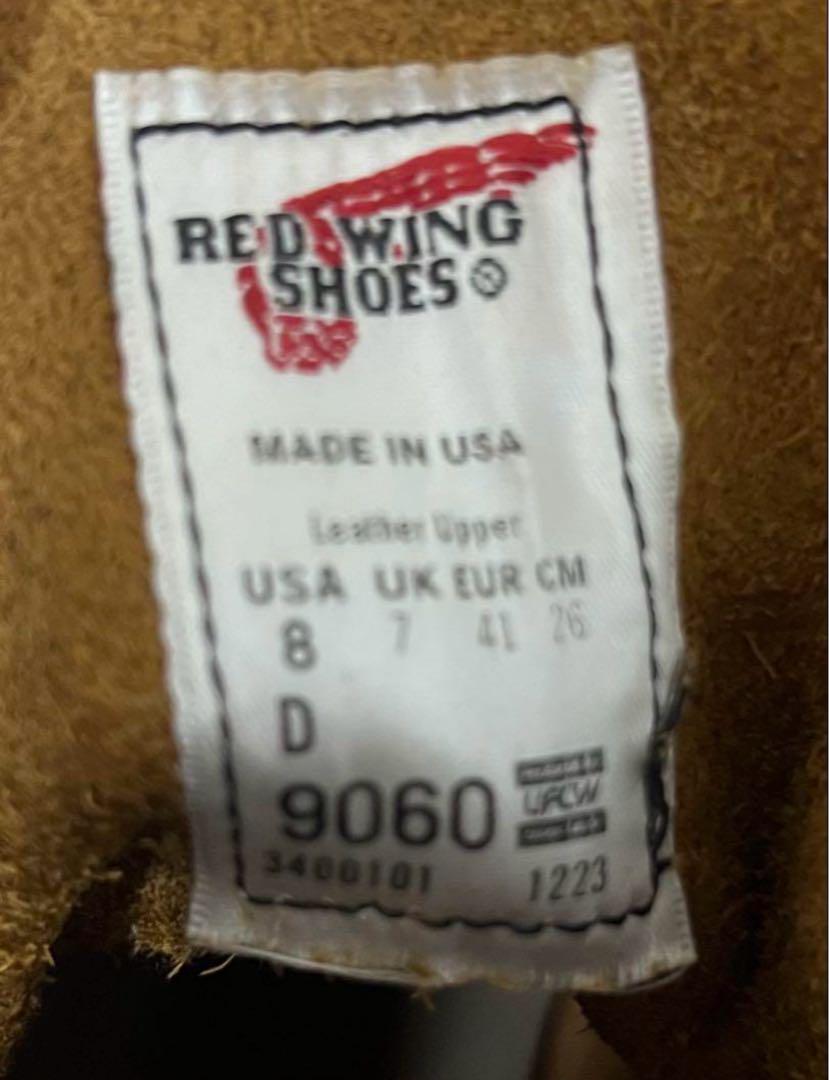 RED WING
SHOES
MADE IN USA
Leather Upper
USA UK EUR CM
8 7 41 26
D
9060
UFCW
3400101 1223